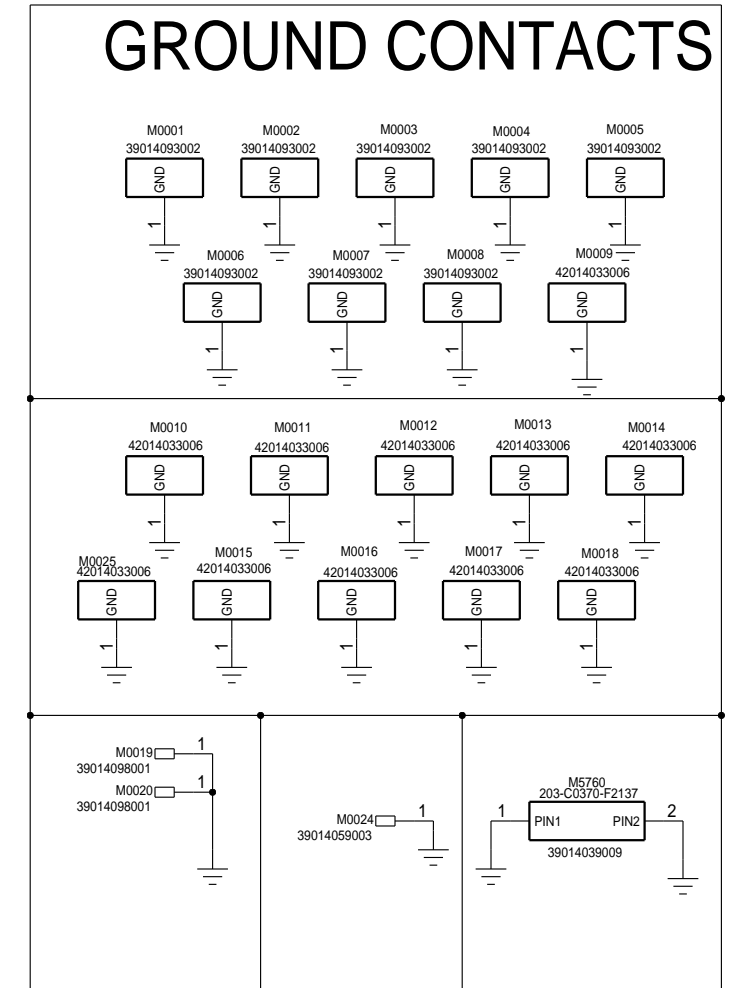 GROUND CONTACTS
M0001 M0002 M0003 M0004 M0005
39014093002 39014093002 39014093002 39014093002 39014093002
GND GND GND GND GND
1 1 1 1 1
M0006 M0007 M0008 M0009
39014093002 39014093002 39014093002 42014033006
GND GND GND GND
1 1 1 1
M0010 M0011 M0012 M0013 M0014
42014033006 42014033006 42014033006 42014033006 42014033006
GND GND GND GND GND
1 1 1 1 1
M0025 M0015 M0016 M0017 M0018
42014033006 42014033006 42014033006 42014033006 42014033006
GND GND GND GND GND
1 1 1 1 1
M0019 1
39014098001
M0020 1
39014098001
M0024 1
39014059003
M5760
203-C0370-F2137
1 PIN1 PIN2 2
39014039009